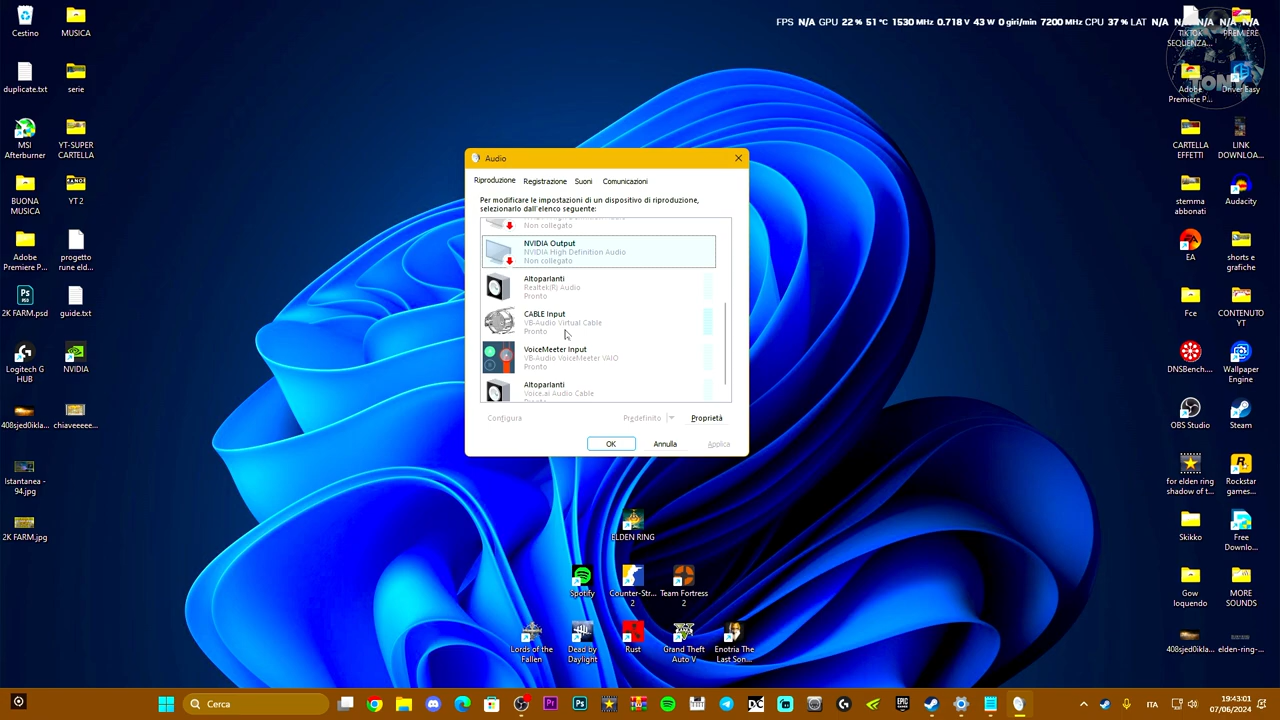 FPS N/A GPU 22 % 51 °C 1530 MHz 0.718 V 43 W 0 giri/min 7200 MHz CPU 37 % LAT N/A N/A N/A N/A N/A
Cestino
MUSICA
TIKTOK SEQUENZA...
PREMIERE
duplicate.txt
serie
Adobe Premiere P...
Driver Easy
TONY
MSI Afterburner
YT-SUPER CARTELLA
CARTELLA EFFETTI
LINK DOWNLOA...
BUONA MUSICA
YT 2
stemma abbonati
Audacity
Adobe Premiere P...
progetto rune eld...
EA
shorts e grafiche
2K FARM.psd
guide.txt
Fce
CONTENUTO YT
Logitech G HUB
NVIDIA
DNSBench...
Wallpaper Engine
408sjed0ikla...
chiaveeeee...
OBS Studio
Steam
Istantanea - 94.jpg
for elden ring shadow of t...
Rockstar games...
2K FARM.jpg
Skikko
Free Downlo...
Gow loquendo
MORE SOUNDS
408sjed0ikla...
elden-ring-...
Audio
Riproduzione
Registrazione
Suoni
Comunicazioni
Per modificare le impostazioni di un dispositivo di riproduzione,
selezionarlo dall'elenco seguente:
Non collegato
NVIDIA Output
NVIDIA High Definition Audio
Non collegato
Altoparlanti
Realtek(R) Audio
Pronto
CABLE Input
VB-Audio Virtual Cable
Pronto
VoiceMeeter Input
VB-Audio VoiceMeeter VAIO
Pronto
Altoparlanti
Voice.ai Audio Cable
Pronto
Configura
Predefinito
Proprietà
OK
Annulla
Applica
ELDEN RING
Spotify
Counter-Str... 2
Team Fortress 2
Lords of the Fallen
Dead by Daylight
Rust
Grand Theft Auto V
Enotria The Last Son...
Cerca
ITA
19:43:01
07/06/2024